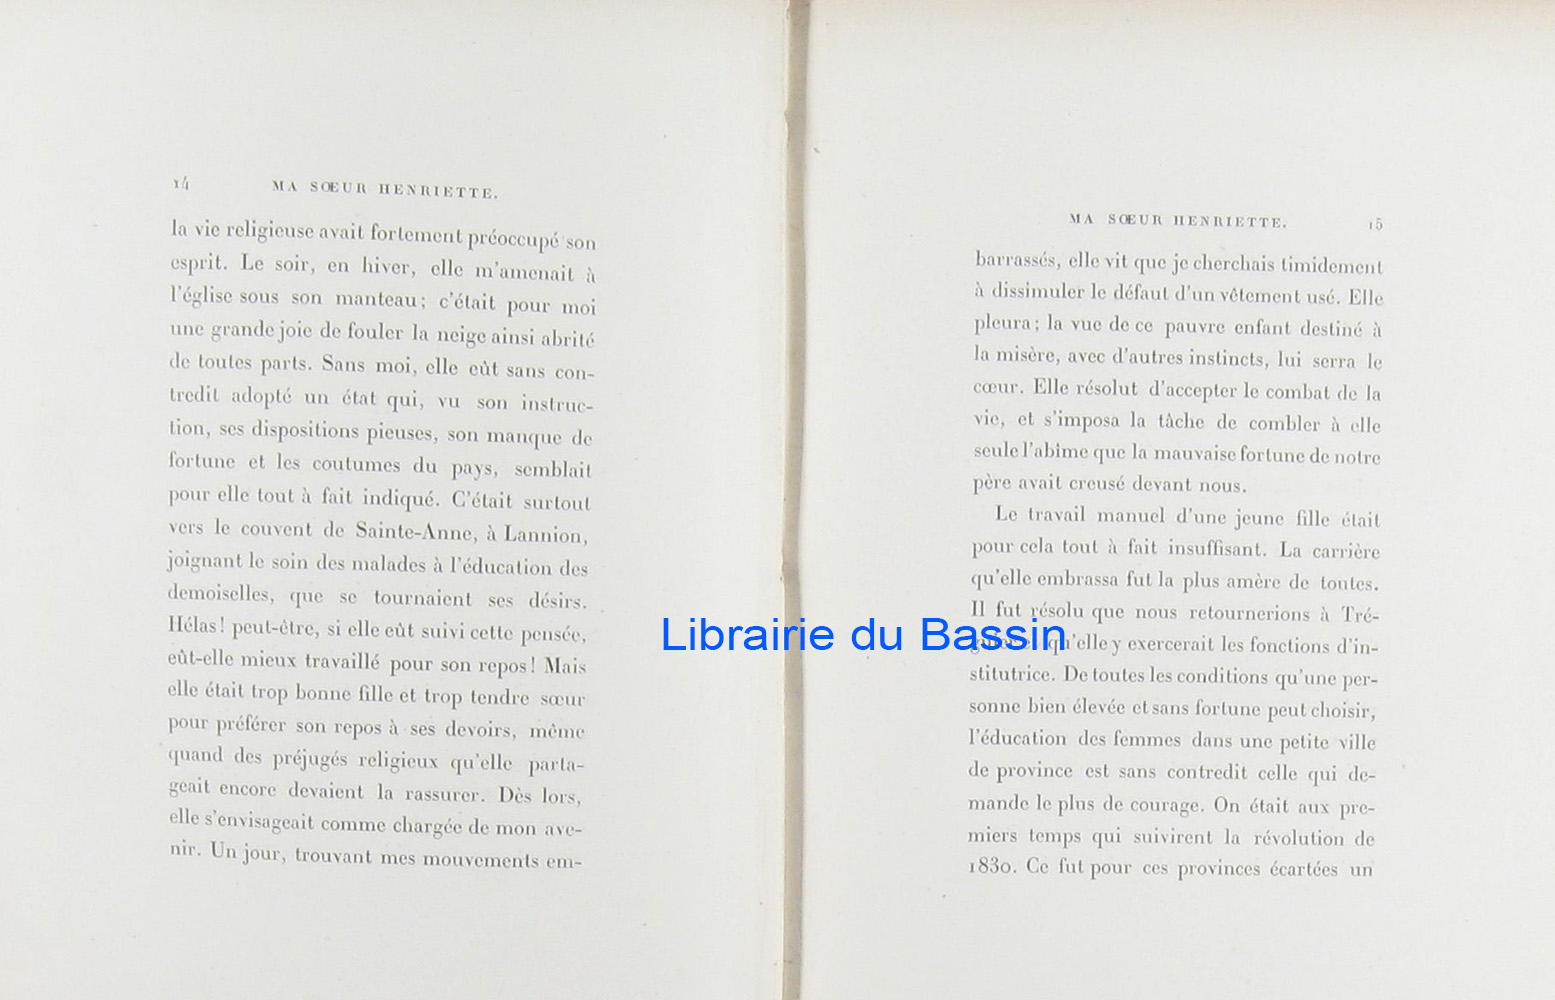 14
MA SŒUR HENRIETTE.
la vie religieuse avait fortement préoccupé son
esprit. Le soir, en hiver, elle m'amenait à
l'église sous son manteau; c'était pour moi
une grande joie de fouler la neige ainsi abrité
de toutes parts. Sans moi, elle eût sans con-
tredit adopté un état qui, vu son instruc-
tion, ses dispositions pieuses, son manque de
fortune et les coutumes du pays, semblait
pour elle tout à fait indiqué. C'était surtout
vers le couvent de Sainte-Anne, à Lannion,
joignant le soin des malades à l'éducation des
demoiselles, que se tournaient ses désirs.
Hélas! peut-être, si elle eût suivi cette pensée,
eût-elle mieux travaillé pour son repos! Mais
elle était trop bonne fille et trop tendre sœur
pour préférer son repos à ses devoirs, même
quand des préjugés religieux qu'elle parta-
geait encore devaient la rassurer. Dès lors,
elle s'envisageait comme chargée de mon ave-
nir. Un jour, trouvant mes mouvements em-
MA SŒUR HENRIETTE.
15
barrassés, elle vit que je cherchais timidement
à dissimuler le défaut d'un vêtement usé. Elle
pleura; la vue de ce pauvre enfant destiné à
la misère, avec d'autres instincts, lui serra le
cœur. Elle résolut d'accepter le combat de la
vie, et s'imposa la tâche de combler à elle
seule l'abîme que la mauvaise fortune de notre
père avait creusé devant nous.
Le travail manuel d'une jeune fille était
pour cela tout à fait insuffisant. La carrière
qu'elle embrassa fut la plus amère de toutes.
Il fut résolu que nous retournerions à Tré-
qu'elle y exercerait les fonctions d'in-
stitutrice. De toutes les conditions qu'une per-
sonne bien élevée et sans fortune peut choisir,
l'éducation des femmes dans une petite ville
de province est sans contredit celle qui de-
mande le plus de courage. On était aux pre-
miers temps qui suivirent la révolution de
1830. Ce fut pour ces provinces écartées un
Librairie du Bassin